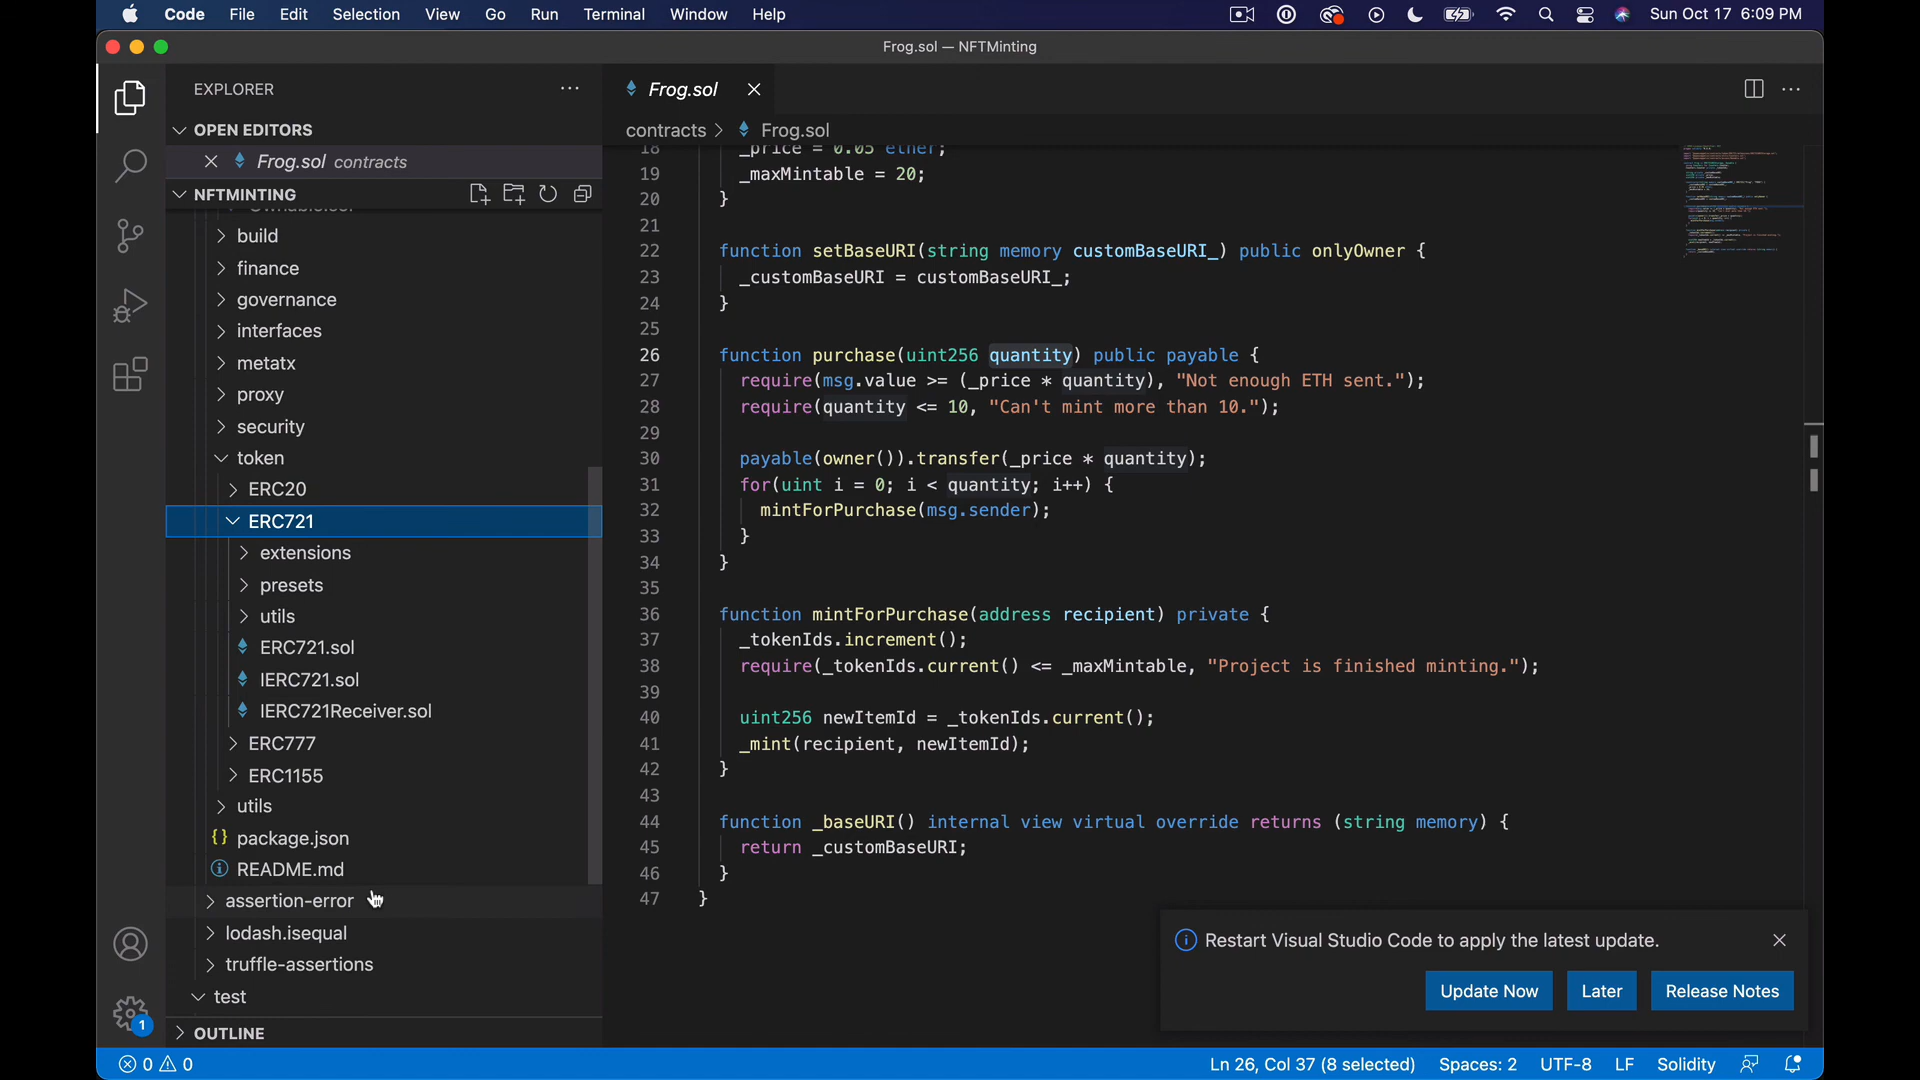 Code File Edit Selection View Go Run Terminal Window Help Sun Oct 17 6:09 PM
Frog.sol — NFTMinting
EXPLORER
OPEN EDITORS
Frog.sol contracts
NFTMINTING
Ownable.sol
build
finance
governance
interfaces
metatx
proxy
security
token
ERC20
ERC721
extensions
presets
utils
ERC721.sol
IERC721.sol
IERC721Receiver.sol
ERC777
ERC1155
utils
{} package.json
README.md
assertion-error
lodash.isequal
truffle-assertions
test
OUTLINE
1
Frog.sol
contracts > Frog.sol
18 _price = 0.05 ether;
19 _maxMintable = 20;
20 }
21
22 function setBaseURI(string memory customBaseURI_) public onlyOwner {
23 _customBaseURI = customBaseURI_;
24 }
25
26 function purchase(uint256 quantity) public payable {
27 require(msg.value >= (_price * quantity), "Not enough ETH sent.");
28 require(quantity <= 10, "Can't mint more than 10.");
29
30 payable(owner()).transfer(_price * quantity);
31 for(uint i = 0; i < quantity; i++) {
32 mintForPurchase(msg.sender);
33 }
34 }
35
36 function mintForPurchase(address recipient) private {
37 _tokenIds.increment();
38 require(_tokenIds.current() <= _maxMintable, "Project is finished minting.");
39
40 uint256 newItemId = _tokenIds.current();
41 _mint(recipient, newItemId);
42 }
43
44 function _baseURI() internal view virtual override returns (string memory) {
45 return _customBaseURI;
46 }
47 }
Restart Visual Studio Code to apply the latest update.
Update Now Later Release Notes
0 0 Ln 26, Col 37 (8 selected) Spaces: 2 UTF-8 LF Solidity